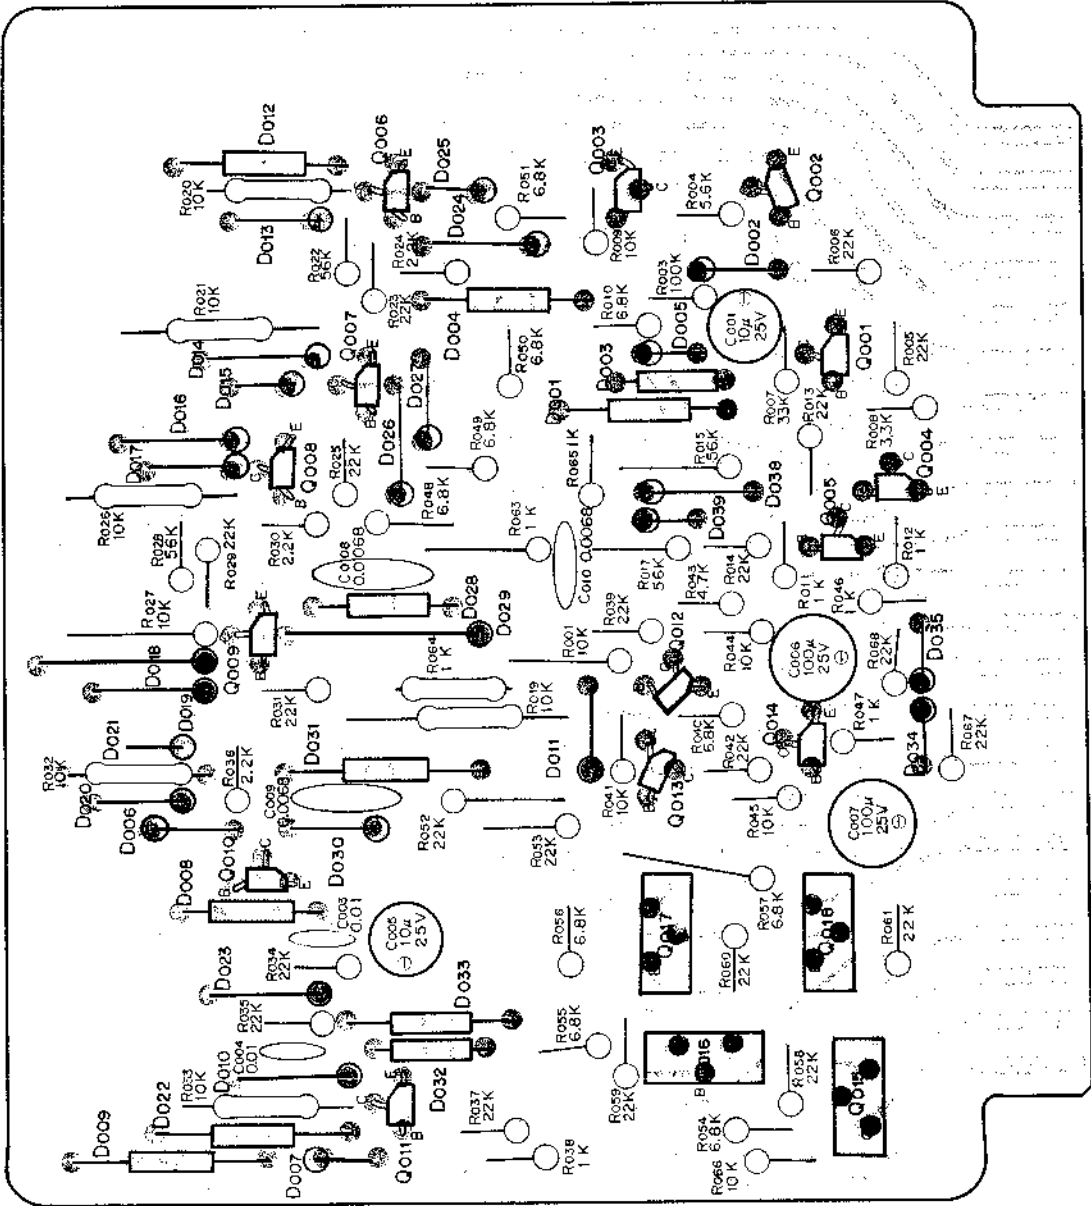 D012
Q006
E
D025
R051
6.8K
Q003
E
R004
5.6K
E
Q002
R020
10K
D013
R022
56K
R024
2.2K
B
D024
C
R009
10K
D002
B
R006
22K
R021
10K
R023
22K
D004
R010
6.8K
R003
100K
D005
C001
10μ
25V
D014
D015
Q007
E
B
D027
R050
6.8K
D003
E
Q001
B
R005
22K
D016
D017
E
C
Q008
B
R025
22K
D026
R049
6.8K
D001
R007
33K
R013
22K
R008
3.3K
R026
10K
R048
6.8K
R065 1K
R015
56K
D038
D039
C
Q004
E
Q005
C
E
R028
56K
R029 22K
R030
2.2K
C008
0.0068
R063
1K
C010 0.0068
R017
56K
R043
4.7K
R014
22K
R011
1K
R012
1K
R046
1K
R027
10K
E
D028
D029
R039
22K
R001
10K
D018
Q009
B
R064
1K
Q012
B
E
R044
10K
C006
100μ
25V
R068
22K
D035
D019
R031
22K
R019
10K
R040
6.8K
R042
22K
Q014
E
B
R047
1K
D034
R067
22K
D021
R032
10K
D020
R036
2.2K
D031
C009
0.0068
D011
R041
10K
Q013
B
C
R045
10K
C007
100μ
25V
D006
Q010
C
B
E
D030
R052
22K
R053
22K
D008
C003
0.01
C005
10μ
25V
R056
6.8K
Q017
R057
6.8K
R060
22K
Q018
R061
22K
D023
R034
22K
R035
22K
C004
0.01
D033
R055
6.8K
Q016
B
D010
R033
10K
D022
D009
E
C
B
Q011
D032
D007
R037
22K
R038
1K
R059
22K
R058
22K
Q015
R054
6.8K
R066
10K